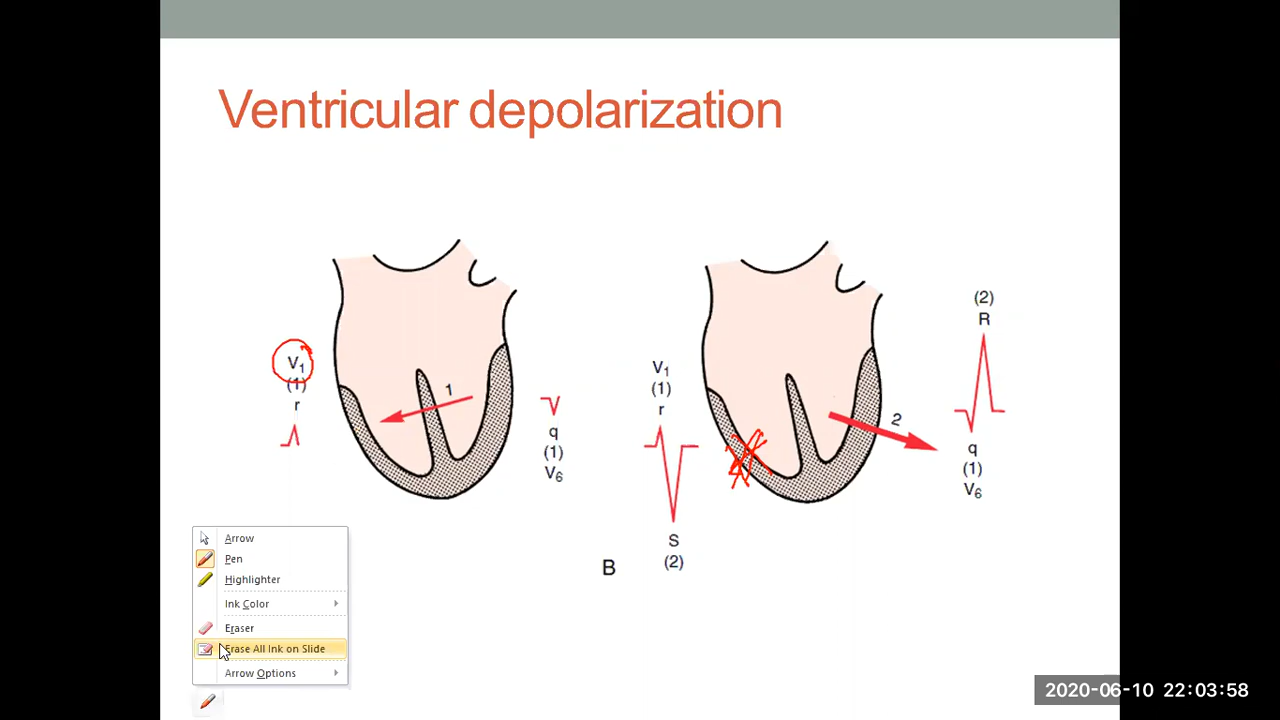 Ventricular depolarization
V1
(1)
r
1
q
(1)
V6
V1
(1)
r
S
(2)
2
(2)
R
q
(1)
V6
B
Arrow
Pen
Highlighter
Ink Color
Eraser
Erase All Ink on Slide
Arrow Options
2020-06-10 22:03:58